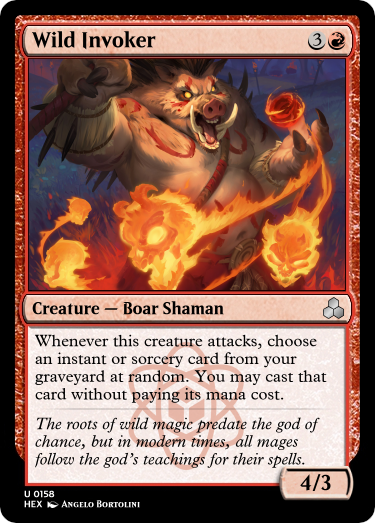 Wild Invoker
3
Creature — Boar Shaman
Whenever this creature attacks, choose
an instant or sorcery card from your
graveyard at random. You may cast that
card without paying its mana cost.
The roots of wild magic predate the god of
chance, but in modern times, all mages
follow the god's teachings for their spells.
4/3
U 0158
HEX Angelo Bortolini